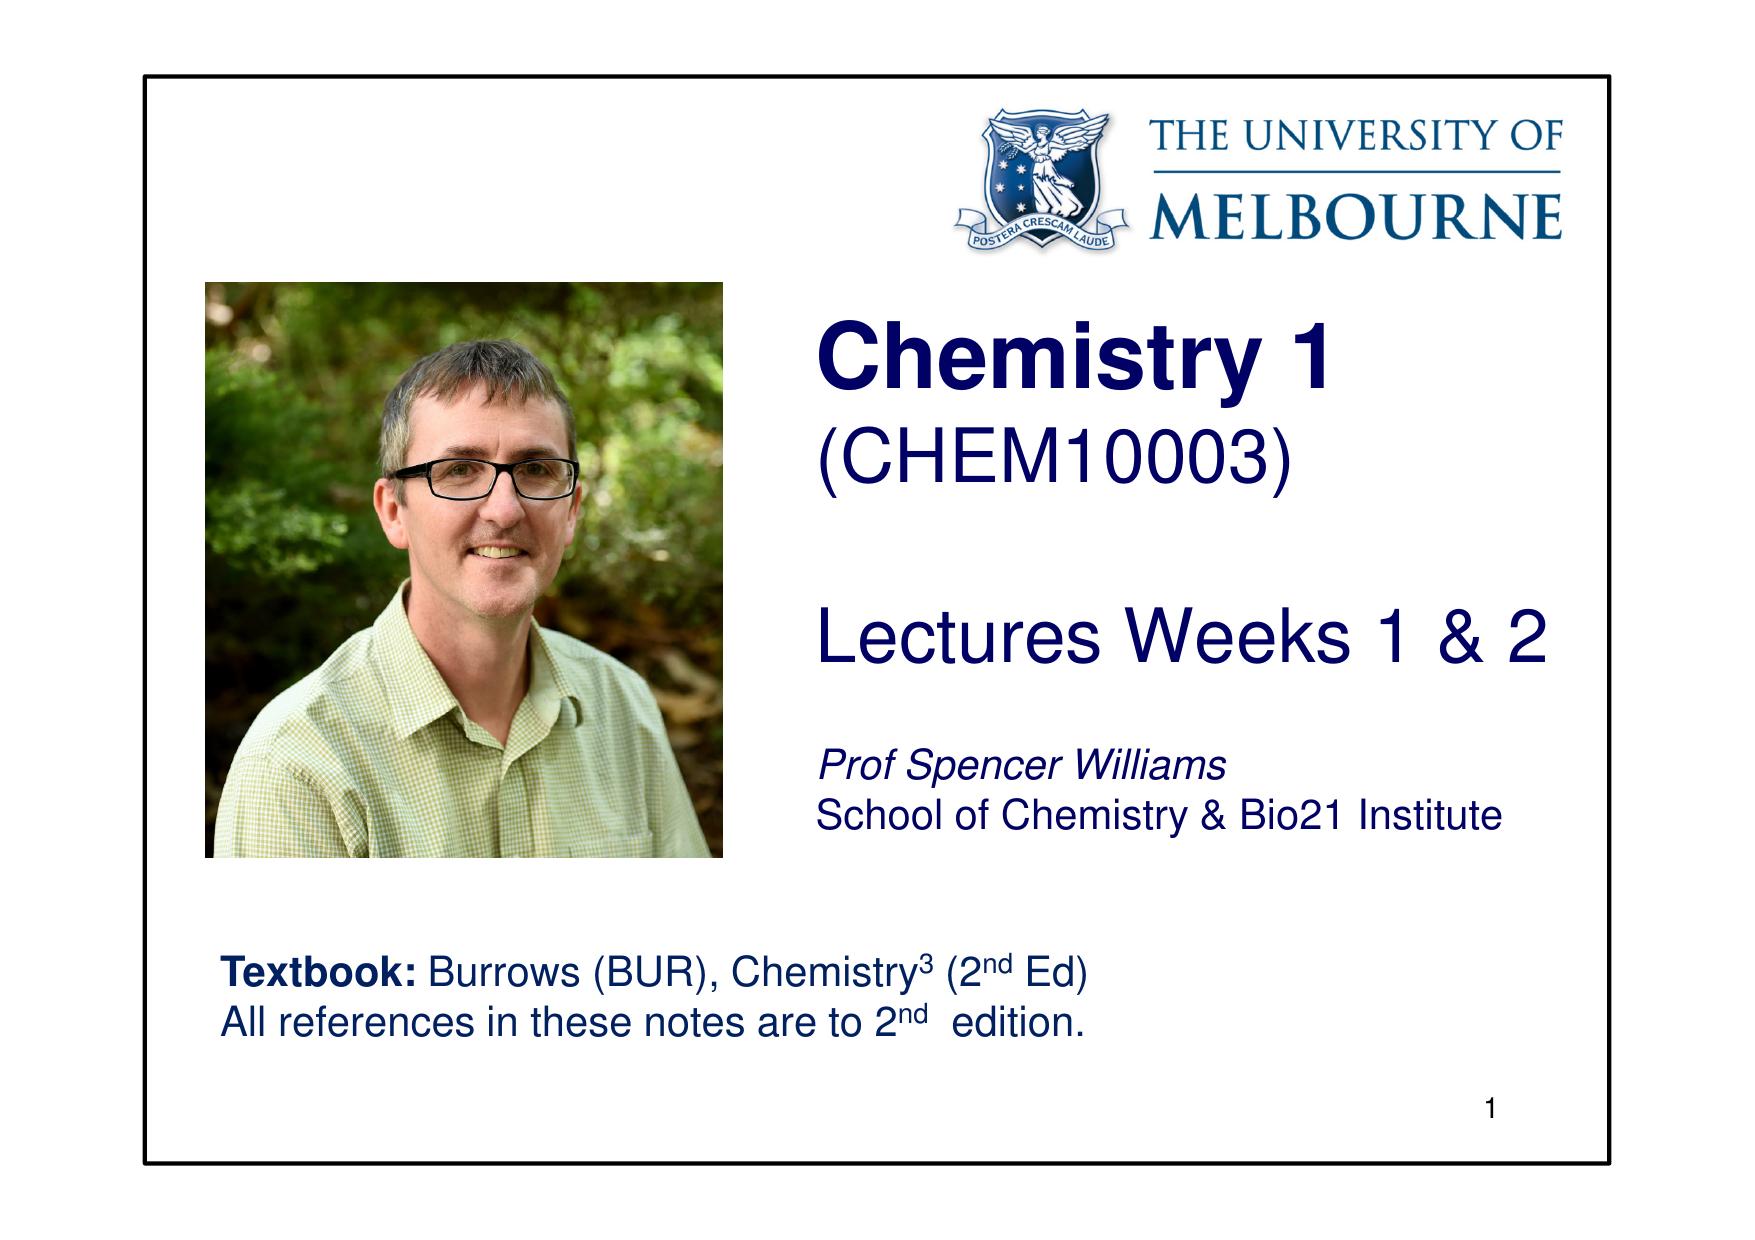 POSTERA CRESCAM LAUDE
THE UNIVERSITY OF
MELBOURNE
Chemistry 1
(CHEM10003)
Lectures Weeks 1 & 2
Prof Spencer Williams
School of Chemistry & Bio21 Institute
Textbook: Burrows (BUR), Chemistry³ (2ⁿᵈ Ed)
All references in these notes are to 2ⁿᵈ edition.
1